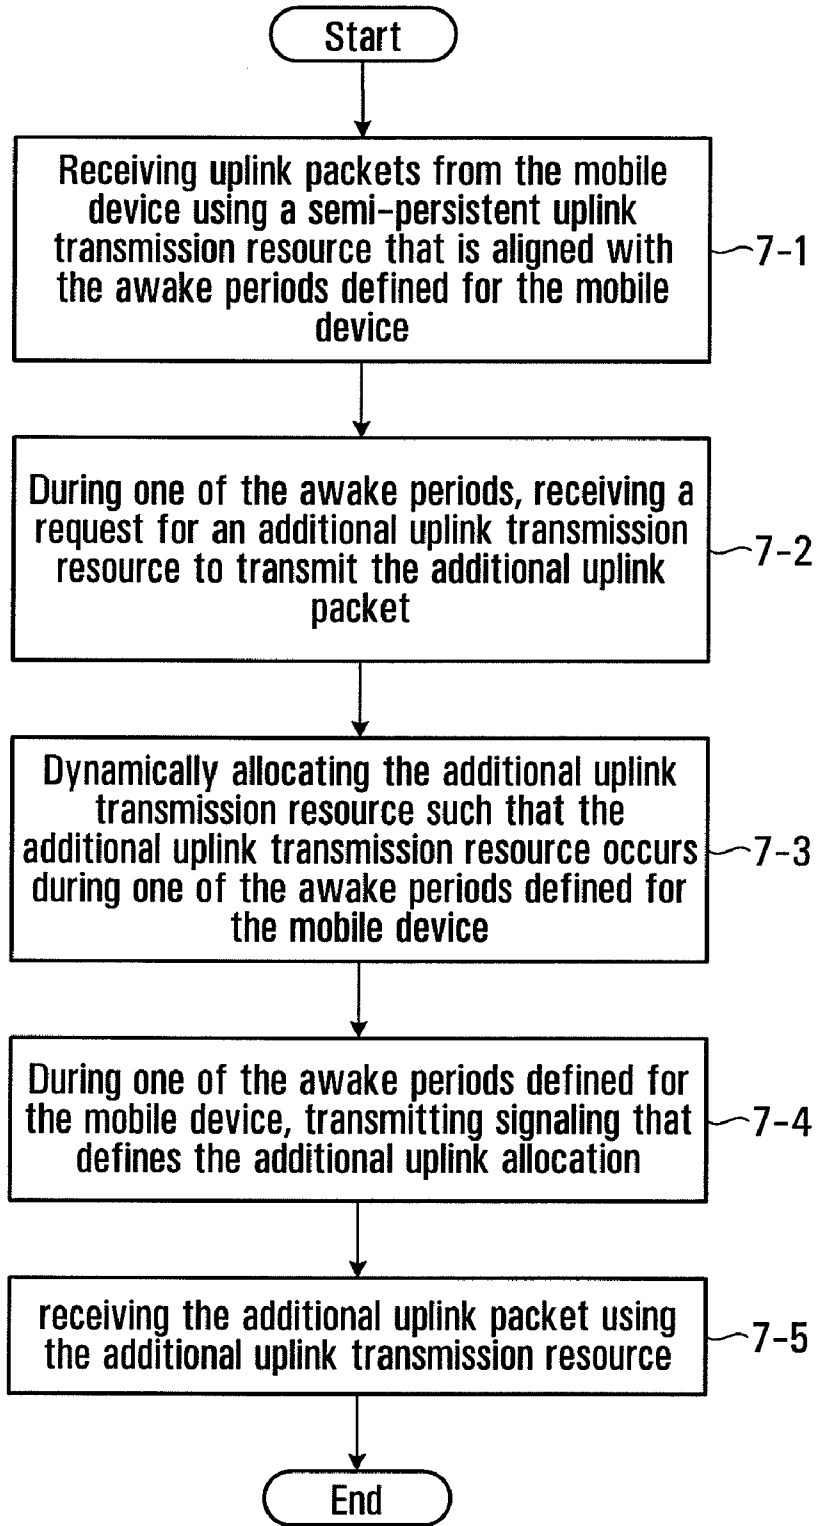 Start
Receiving uplink packets from the mobile
device using a semi-persistent uplink
transmission resource that is aligned with
the awake periods defined for the mobile
device
7-1
During one of the awake periods, receiving a
request for an additional uplink transmission
resource to transmit the additional uplink
packet
7-2
Dynamically allocating the additional uplink
transmission resource such that the
additional uplink transmission resource occurs
during one of the awake periods defined for
the mobile device
7-3
During one of the awake periods defined for
the mobile device, transmitting signaling that
defines the additional uplink allocation
7-4
receiving the additional uplink packet using
the additional uplink transmission resource
7-5
End